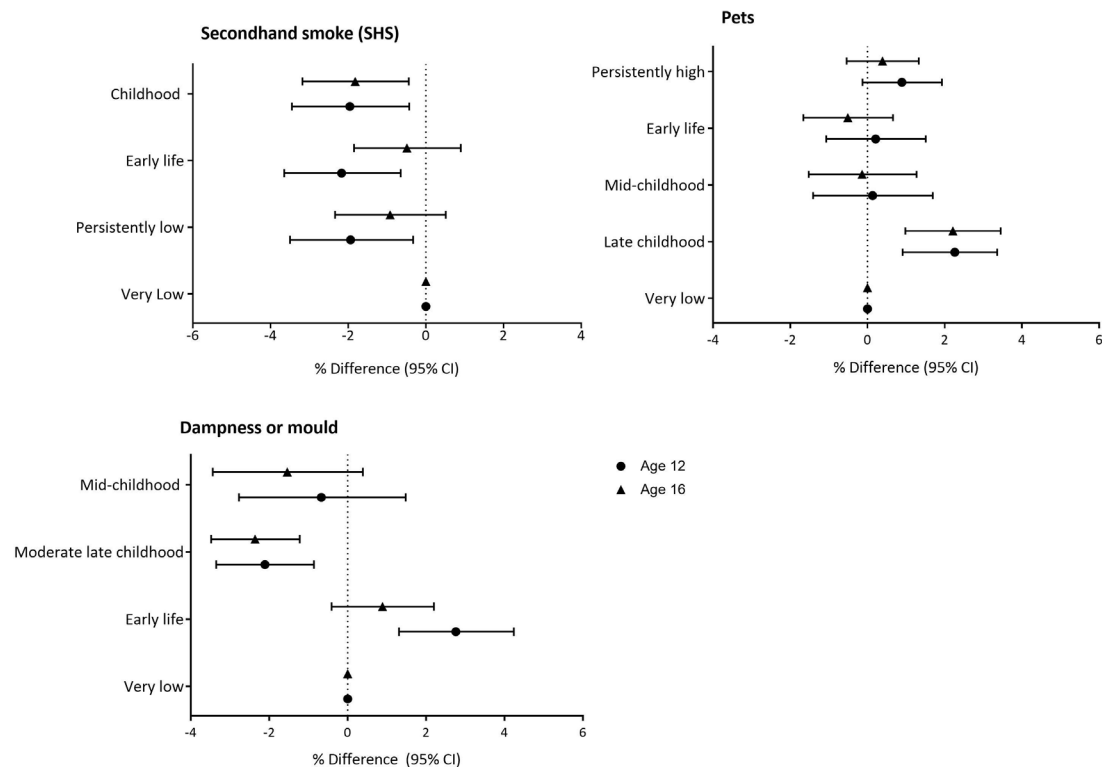 Secondhand smoke (SHS)
Childhood
Early life
Persistently low
Very Low
-6 -4 -2 0 2 4
% Difference (95% CI)
Pets
Persistently high
Early life
Mid-childhood
Late childhood
Very low
-4 -2 0 2 4 6
% Difference (95% CI)
Dampness or mould
Mid-childhood
Moderate late childhood
Early life
Very low
-4 -2 0 2 4 6
% Difference (95% CI)
Age 12
Age 16